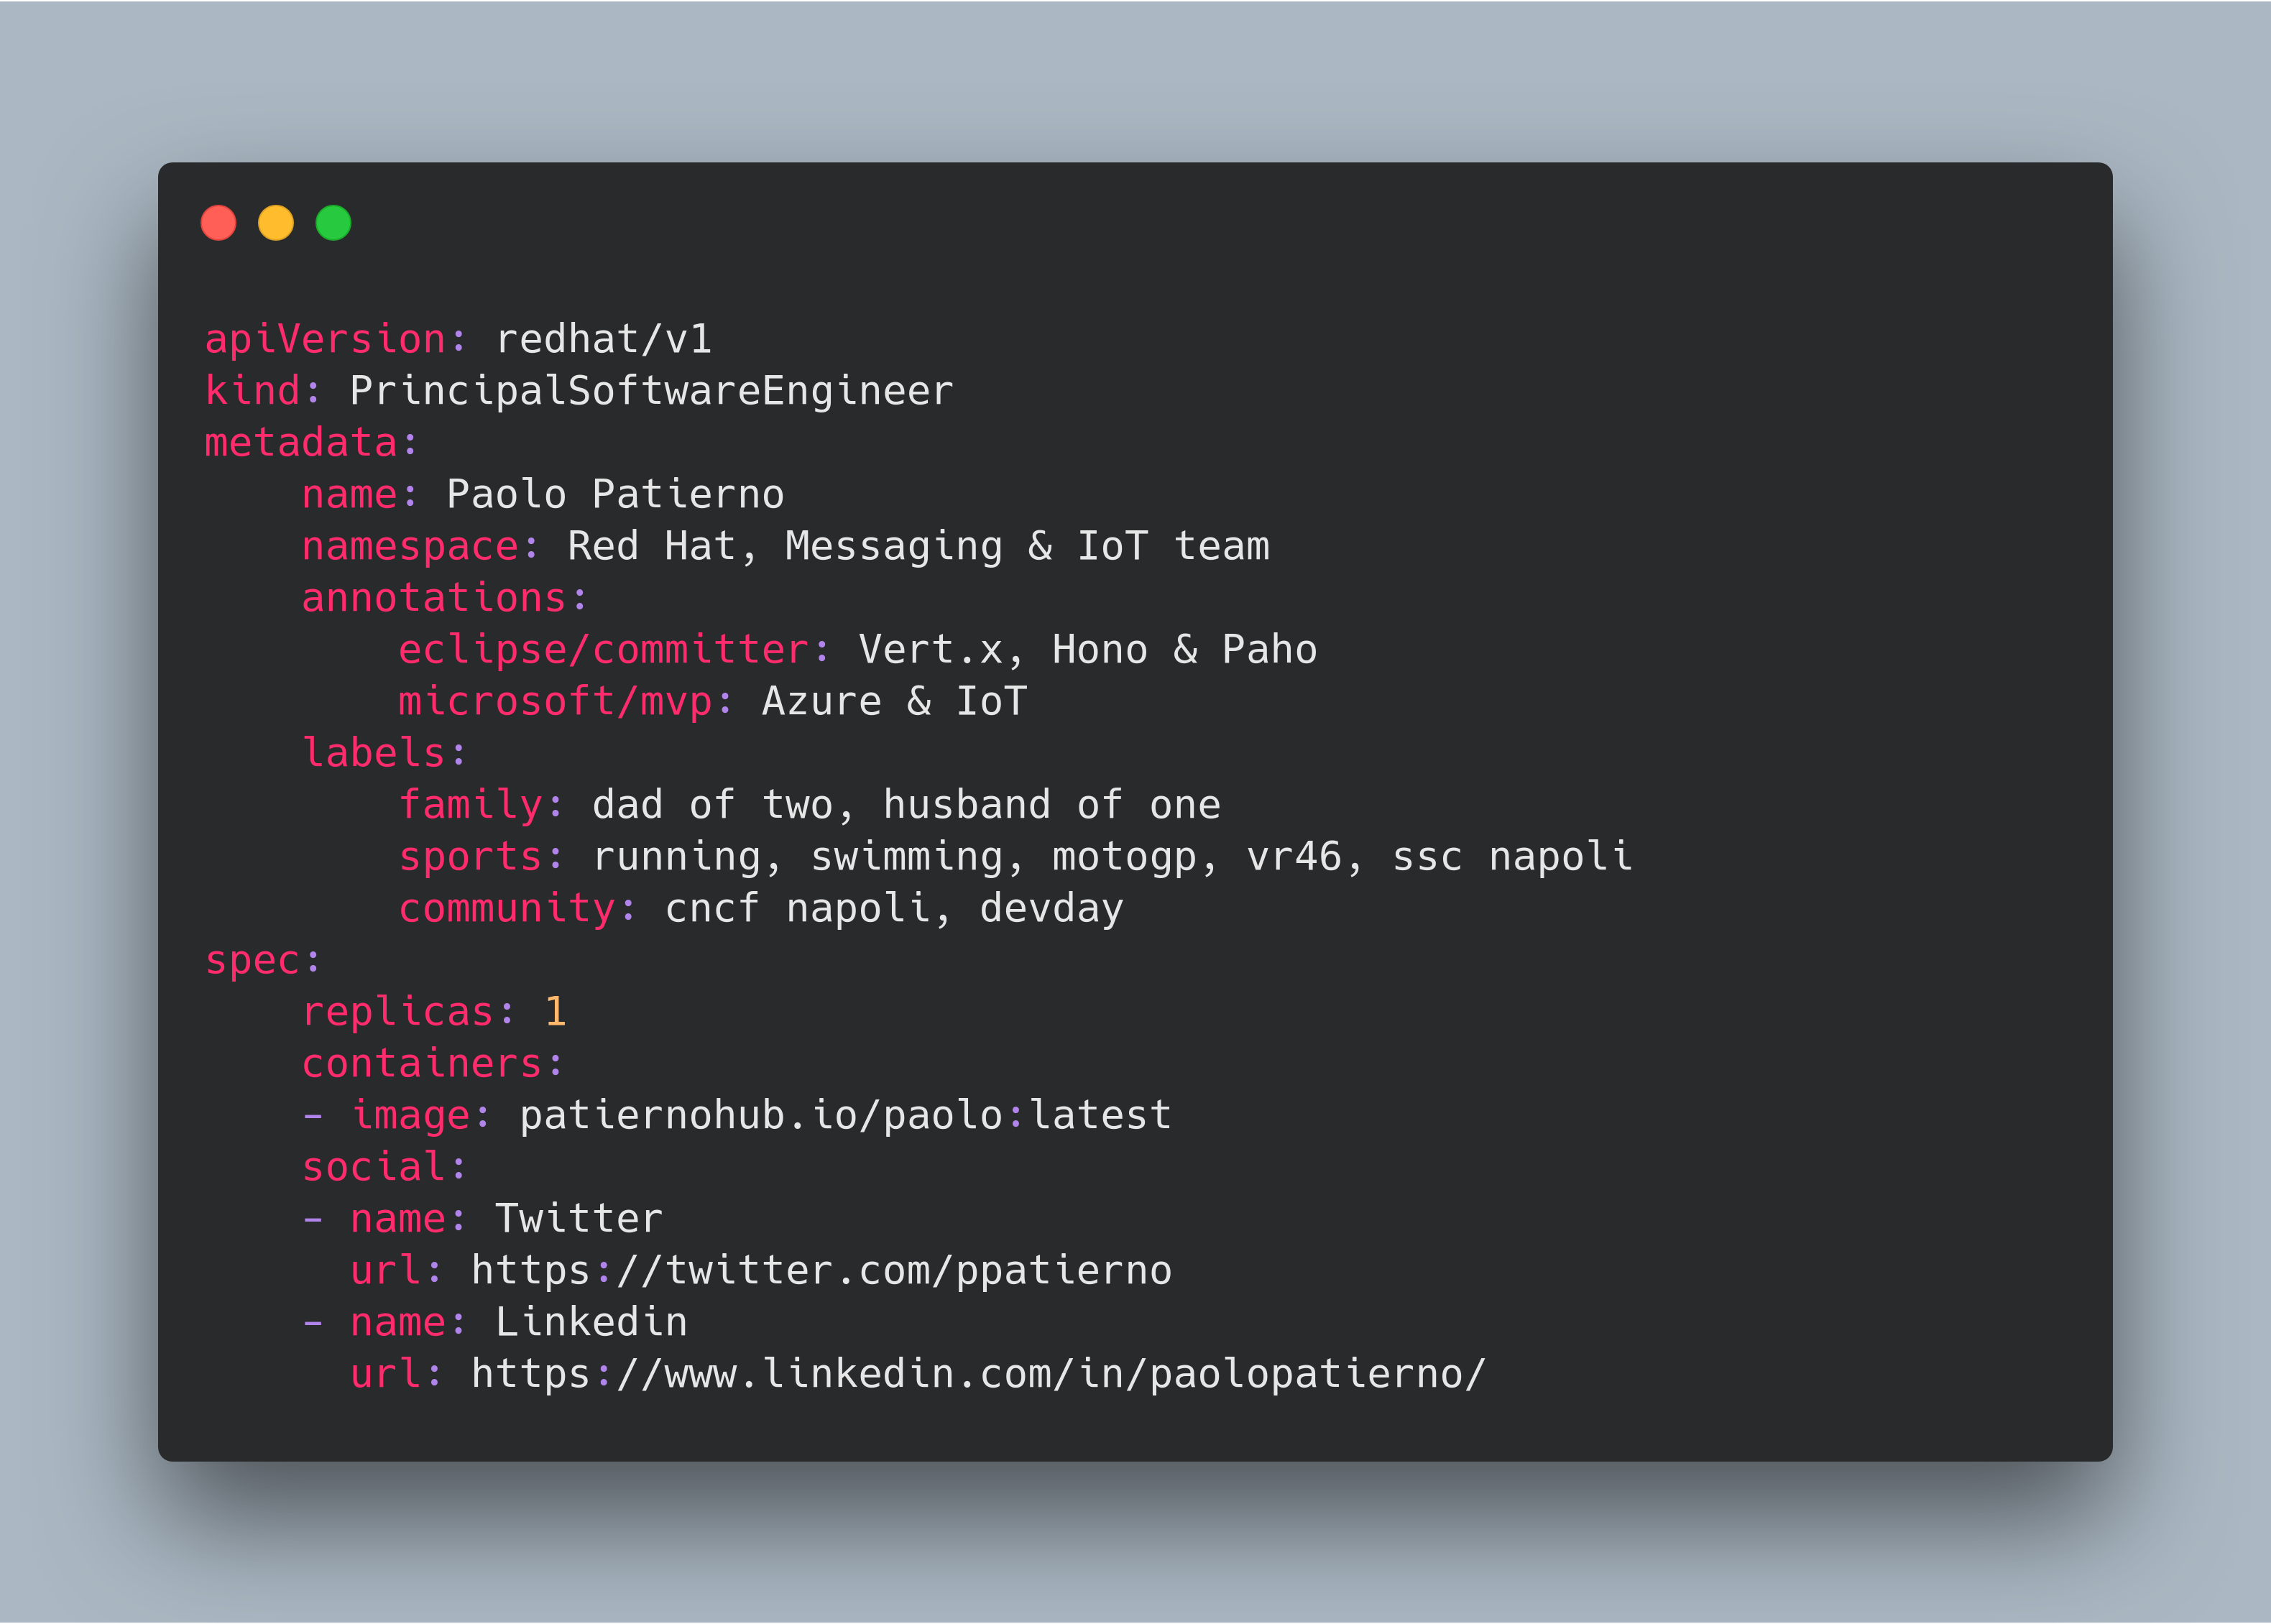 apiVersion: redhat/v1
kind: PrincipalSoftwareEngineer
metadata:
    name: Paolo Patierno
    namespace: Red Hat, Messaging & IoT team
    annotations:
        eclipse/committer: Vert.x, Hono & Paho
        microsoft/mvp: Azure & IoT
    labels:
        family: dad of two, husband of one
        sports: running, swimming, motogp, vr46, ssc napoli
        community: cncf napoli, devday
spec:
    replicas: 1
    containers:
    - image: patiernohub.io/paolo:latest
    social:
    - name: Twitter
      url: https://twitter.com/ppatierno
    - name: Linkedin
      url: https://www.linkedin.com/in/paolopatierno/